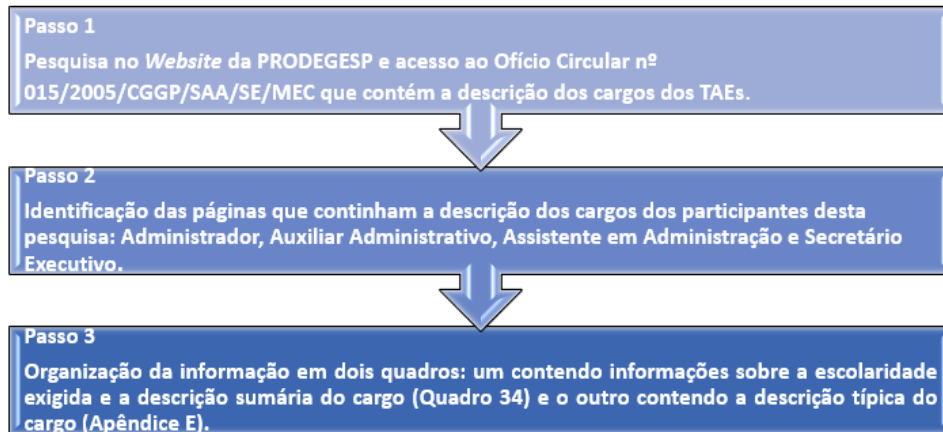 Passo 1
Pesquisa no Website da PRODEGESP e acesso ao Ofício Circular nº
015/2005/CGGP/SAA/SE/MEC que contém a descrição dos cargos dos TAEs.
Passo 2
Identificação das páginas que continham a descrição dos cargos dos participantes desta
pesquisa: Administrador, Auxiliar Administrativo, Assistente em Administração e Secretário
Executivo.
Passo 3
Organização da informação em dois quadros: um contendo informações sobre a escolaridade
exigida e a descrição sumária do cargo (Quadro 34) e o outro contendo a descrição típica do
cargo (Apêndice E).